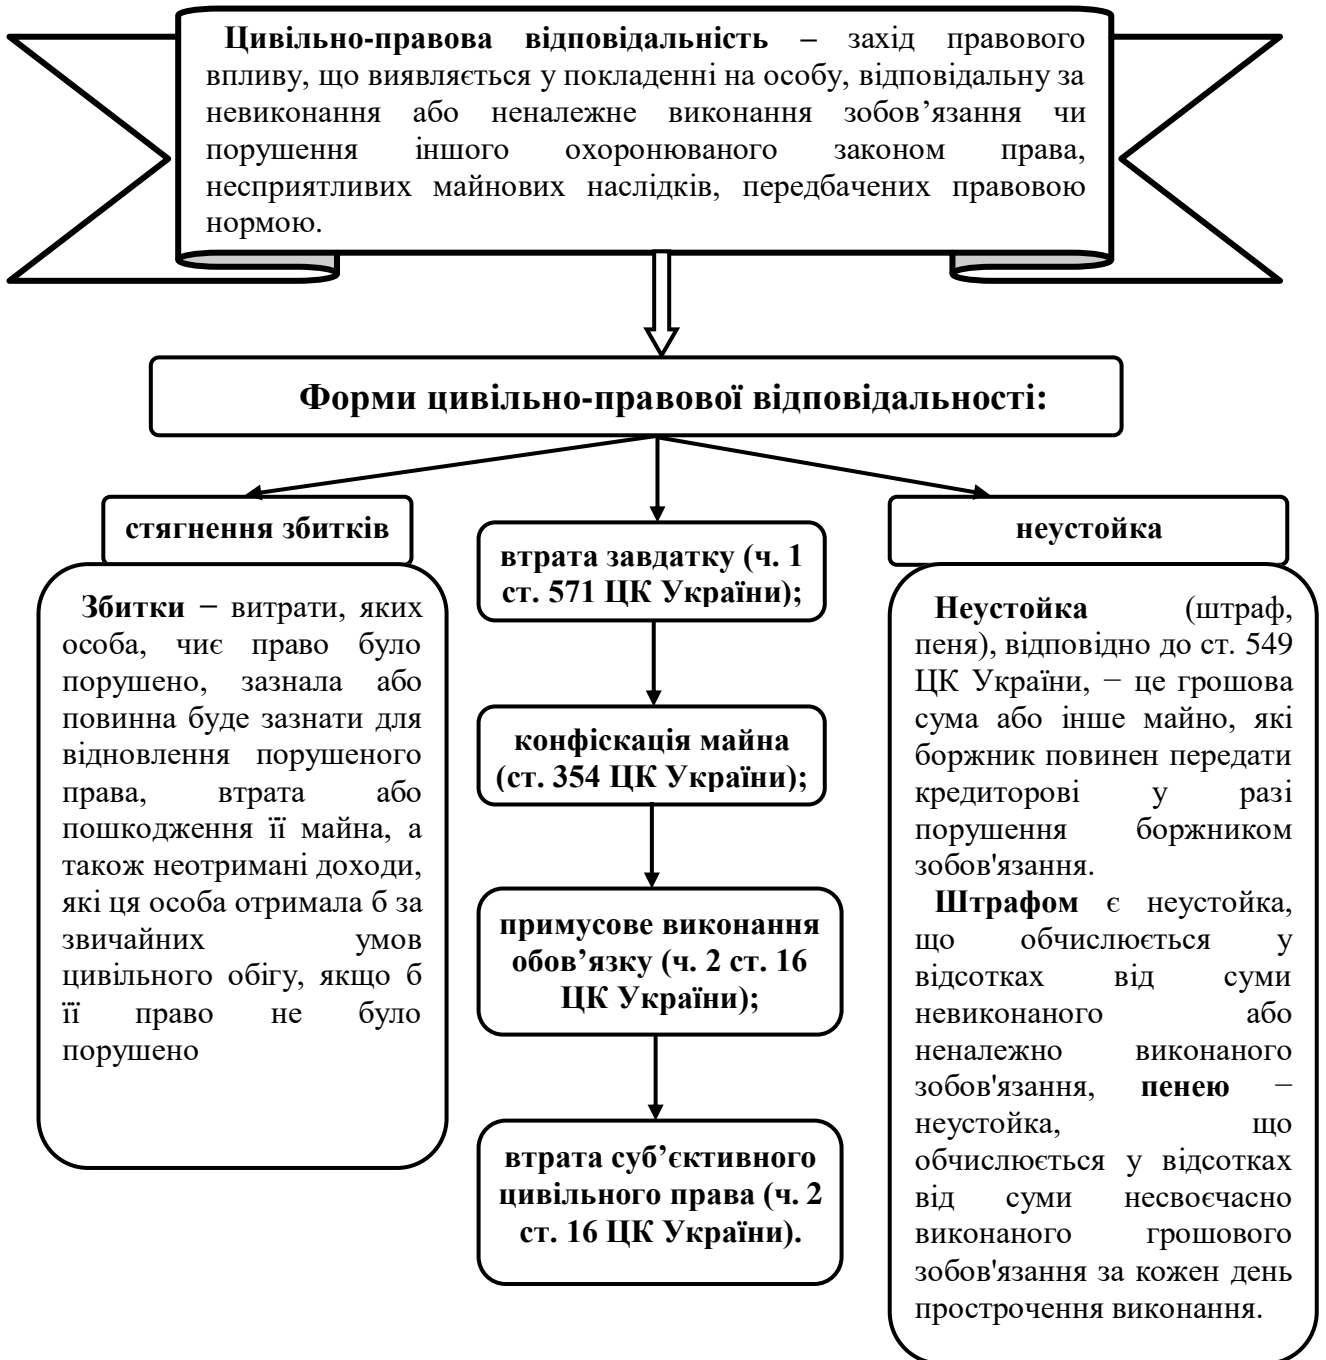 Цивільно-правова відповідальність – захід правового
впливу, що виявляється у покладенні на особу, відповідальну за
невиконання або неналежне виконання зобов’язання чи
порушення іншого охоронюваного законом права,
несприятливих майнових наслідків, передбачених правовою
нормою.
Форми цивільно-правової відповідальності:
стягнення збитків
Збитки − витрати, яких
особа, чиє право було
порушено, зазнала або
повинна буде зазнати для
відновлення порушеного
права, втрата або
пошкодження її майна, а
також неотримані доходи,
які ця особа отримала б за
звичайних умов
цивільного обігу, якщо б
її право не було
порушено
втрата завдатку (ч. 1
ст. 571 ЦК України);
конфіскація майна
(ст. 354 ЦК України);
примусове виконання
обов’язку (ч. 2 ст. 16
ЦК України);
втрата суб’єктивного
цивільного права (ч. 2
ст. 16 ЦК України).
неустойка
Неустойка (штраф,
пеня), відповідно до ст. 549
ЦК України, − це грошова
сума або інше майно, які
боржник повинен передати
кредиторові у разі
порушення боржником
зобов'язання.
Штрафом є неустойка,
що обчислюється у
відсотках від суми
невиконаного або
неналежно виконаного
зобов'язання, пенею −
неустойка, що
обчислюється у відсотках
від суми несвоєчасно
виконаного грошового
зобов'язання за кожен день
прострочення виконання.